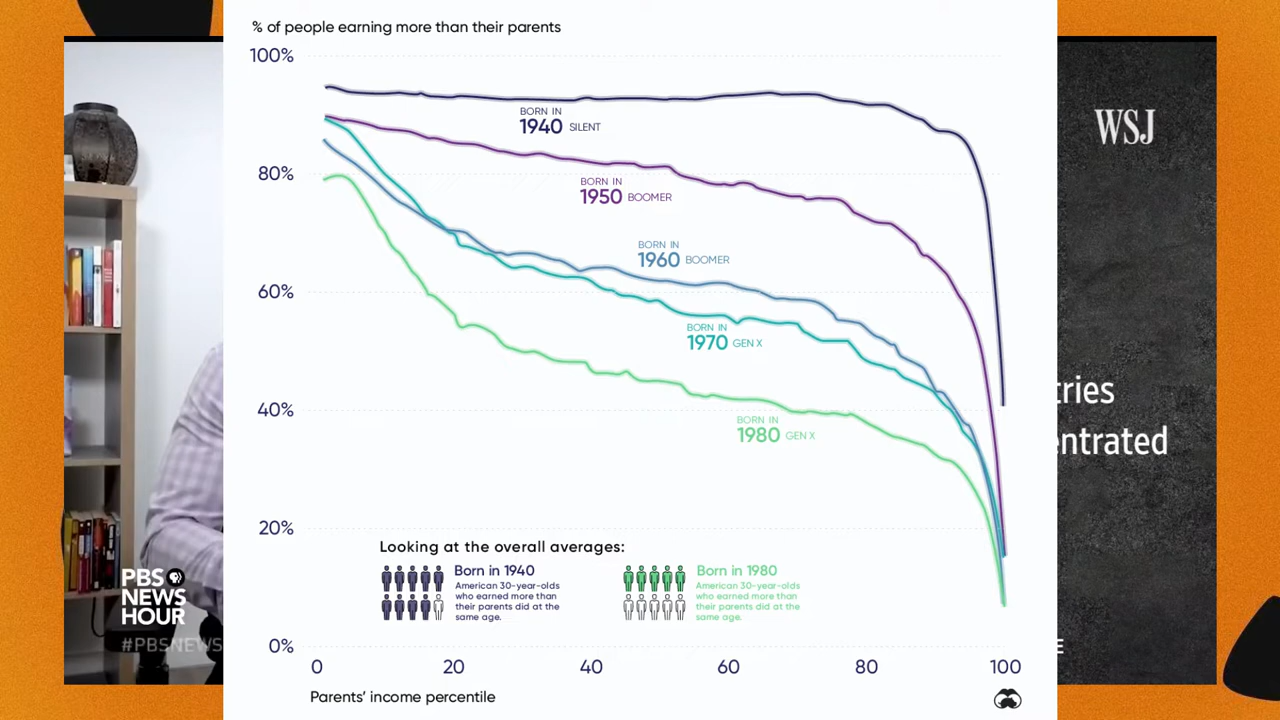 % of people earning more than their parents
100%
80%
60%
40%
20%
0%
BORN IN
1940 SILENT
BORN IN
1950 BOOMER
BORN IN
1960 BOOMER
BORN IN
1970 GEN X
BORN IN
1980 GEN X
Looking at the overall averages:
Born in 1940
American 30-year-olds
who earned more than
their parents did at the
same age.
Born in 1980
American 30-year-olds
who earned more than
their parents did at the
same age.
0 20 40 60 80 100
Parents' income percentile
PBS
NEWS
HOUR
#PBSNEWS
WSJ
tries
entrated
E